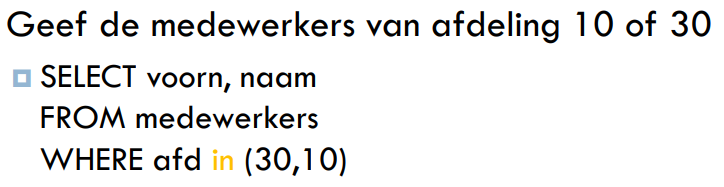 Geef de medewerkers van afdeling 10 of 30
SELECT voorn, naam
FROM medewerkers
WHERE afd in (30,10)